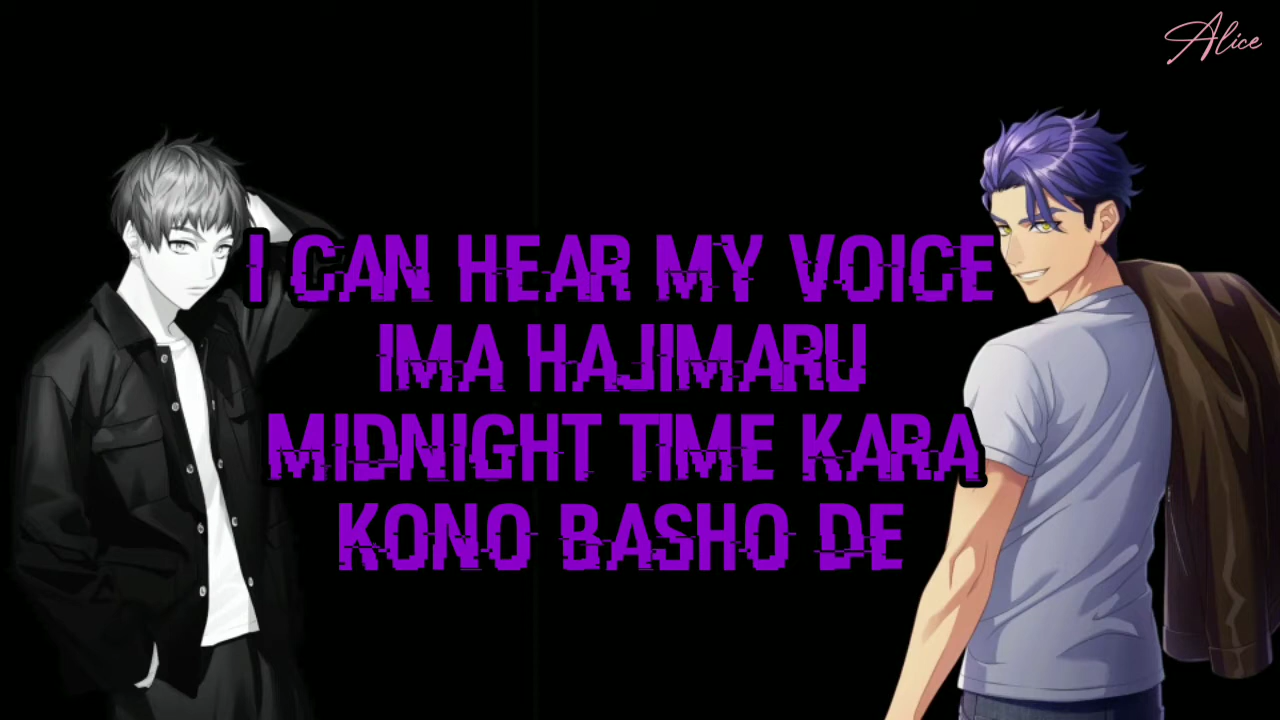 Alice
I CAN HEAR MY VOICE
IMA HAJIMARU
MIDNIGHT TIME KARA
KONO BASHO DE